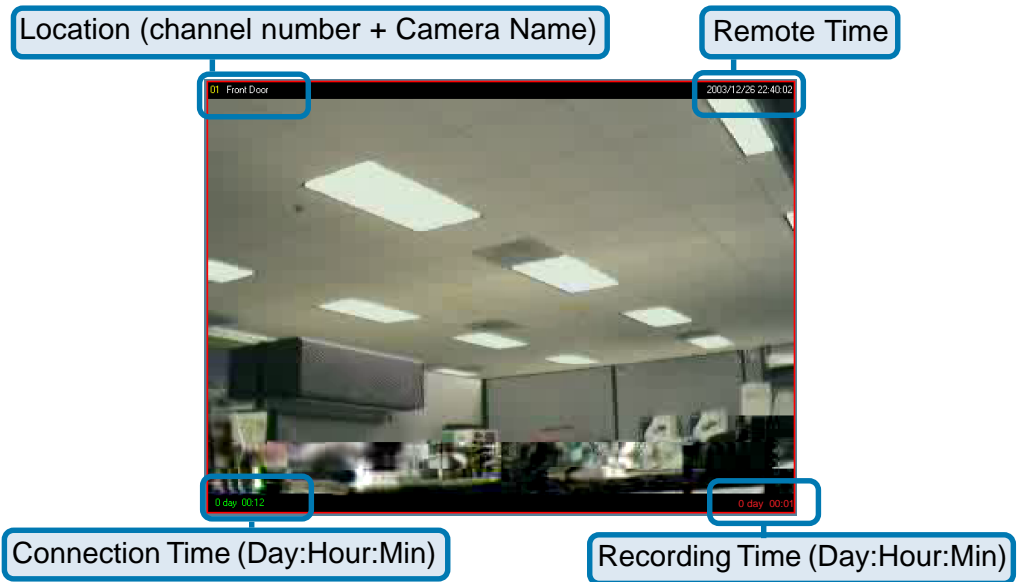 Location (channel number + Camera Name)
Remote Time
01 Front Door
2003/12/26 22:40:02
0 day 00:12
0 day 00:01
Connection Time (Day:Hour:Min)
Recording Time (Day:Hour:Min)